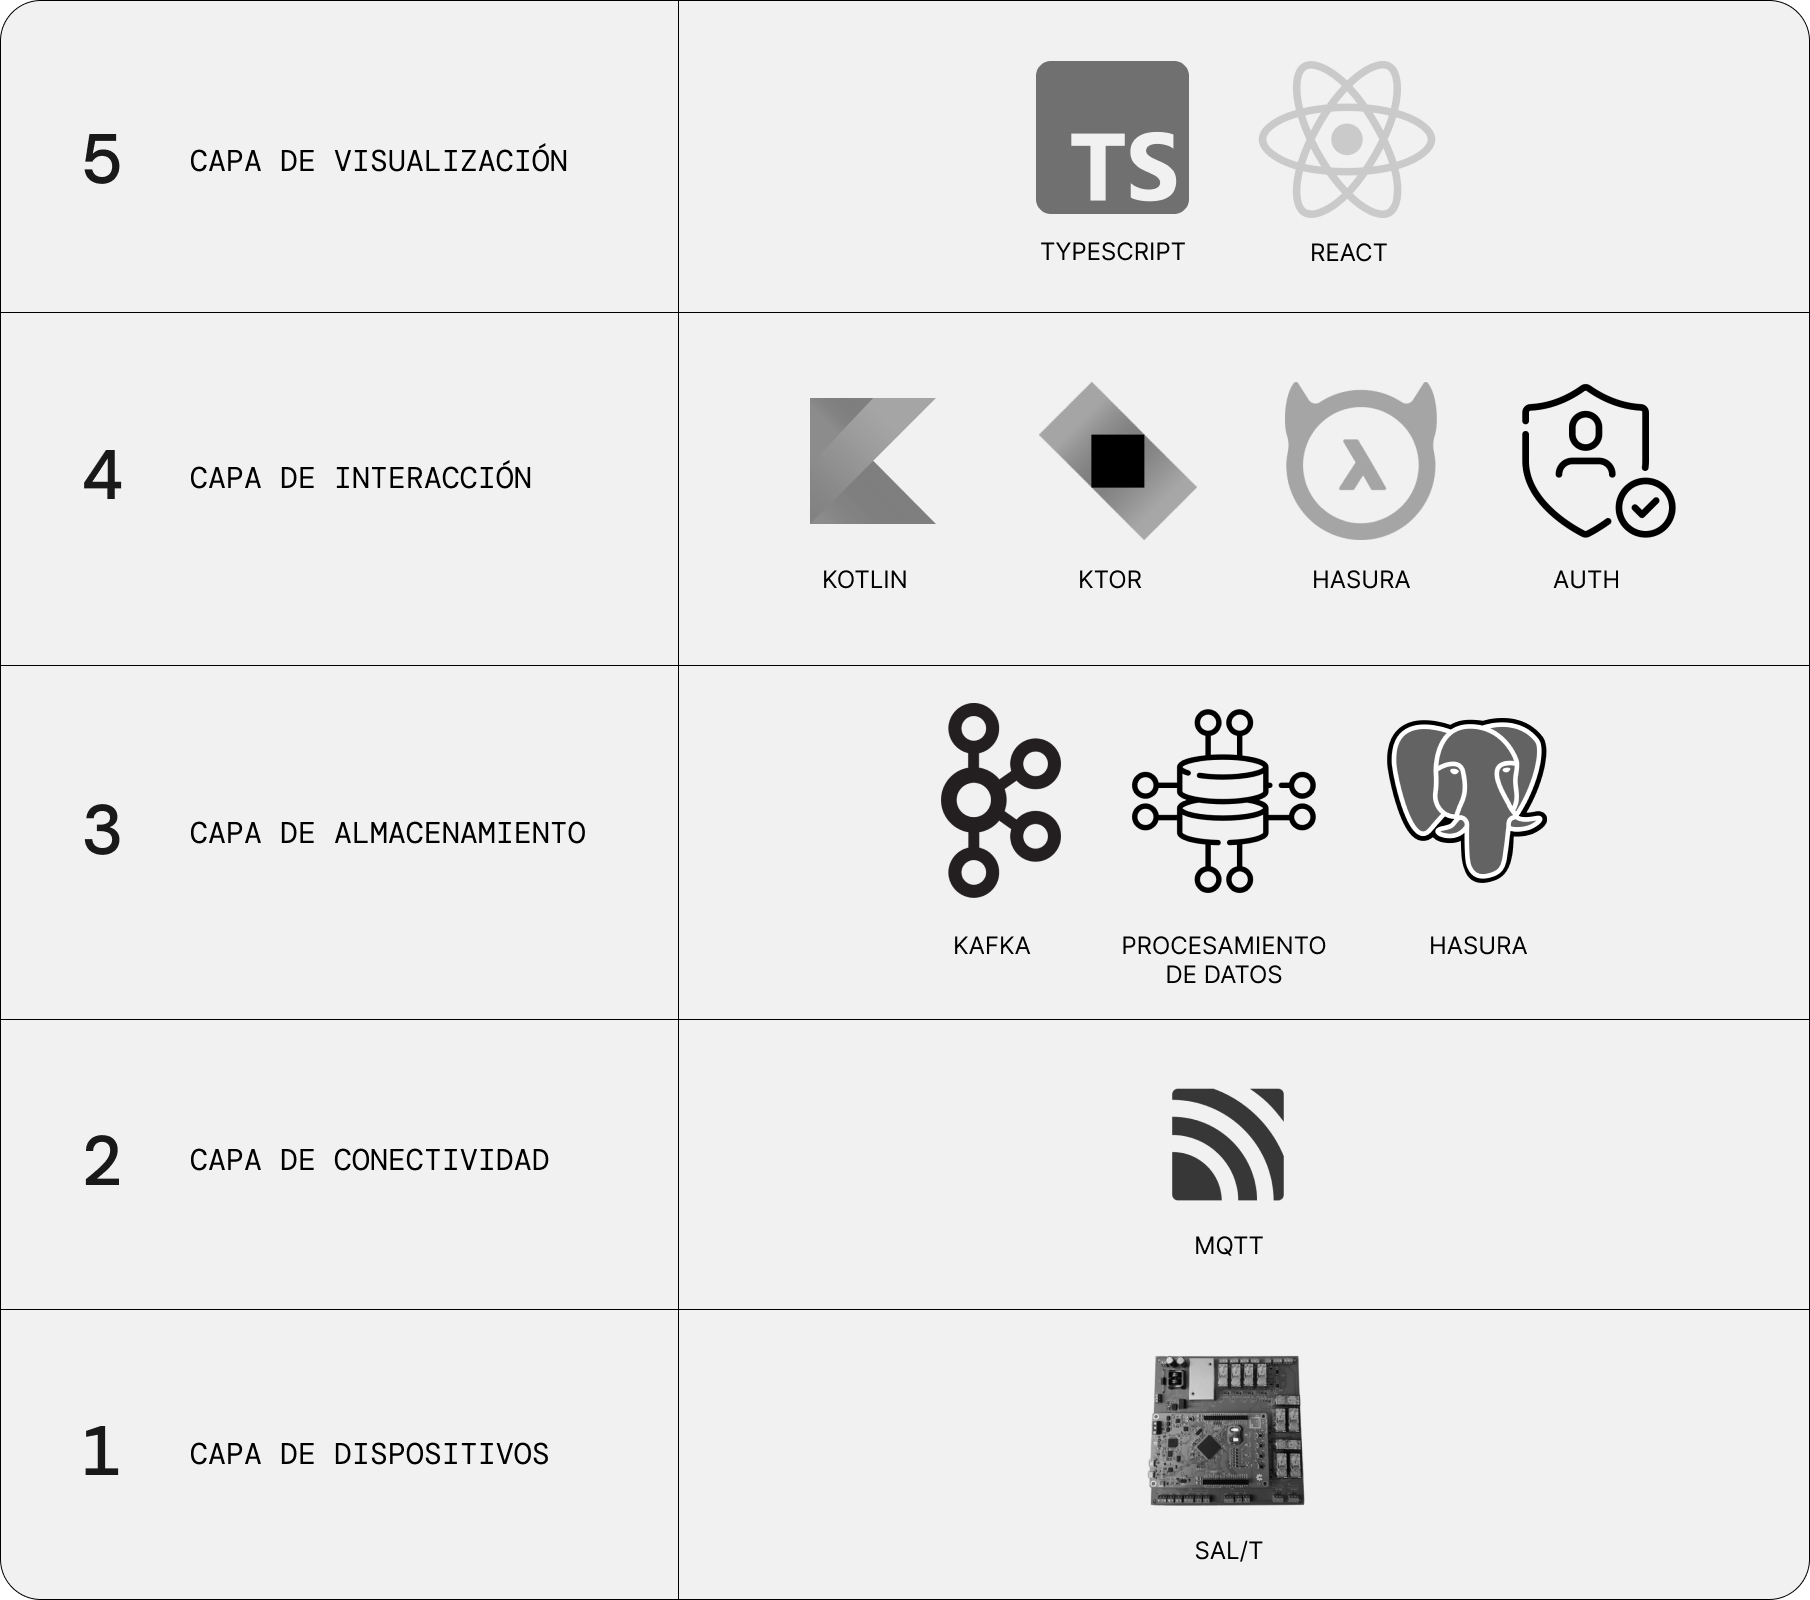 5
CAPA DE VISUALIZACIÓN
TS
TYPESCRIPT
REACT
4
CAPA DE INTERACCIÓN
KOTLIN
KTOR
HASURA
AUTH
3
CAPA DE ALMACENAMIENTO
KAFKA
PROCESAMIENTO
DE DATOS
HASURA
2
CAPA DE CONECTIVIDAD
MQTT
1
CAPA DE DISPOSITIVOS
SAL/T